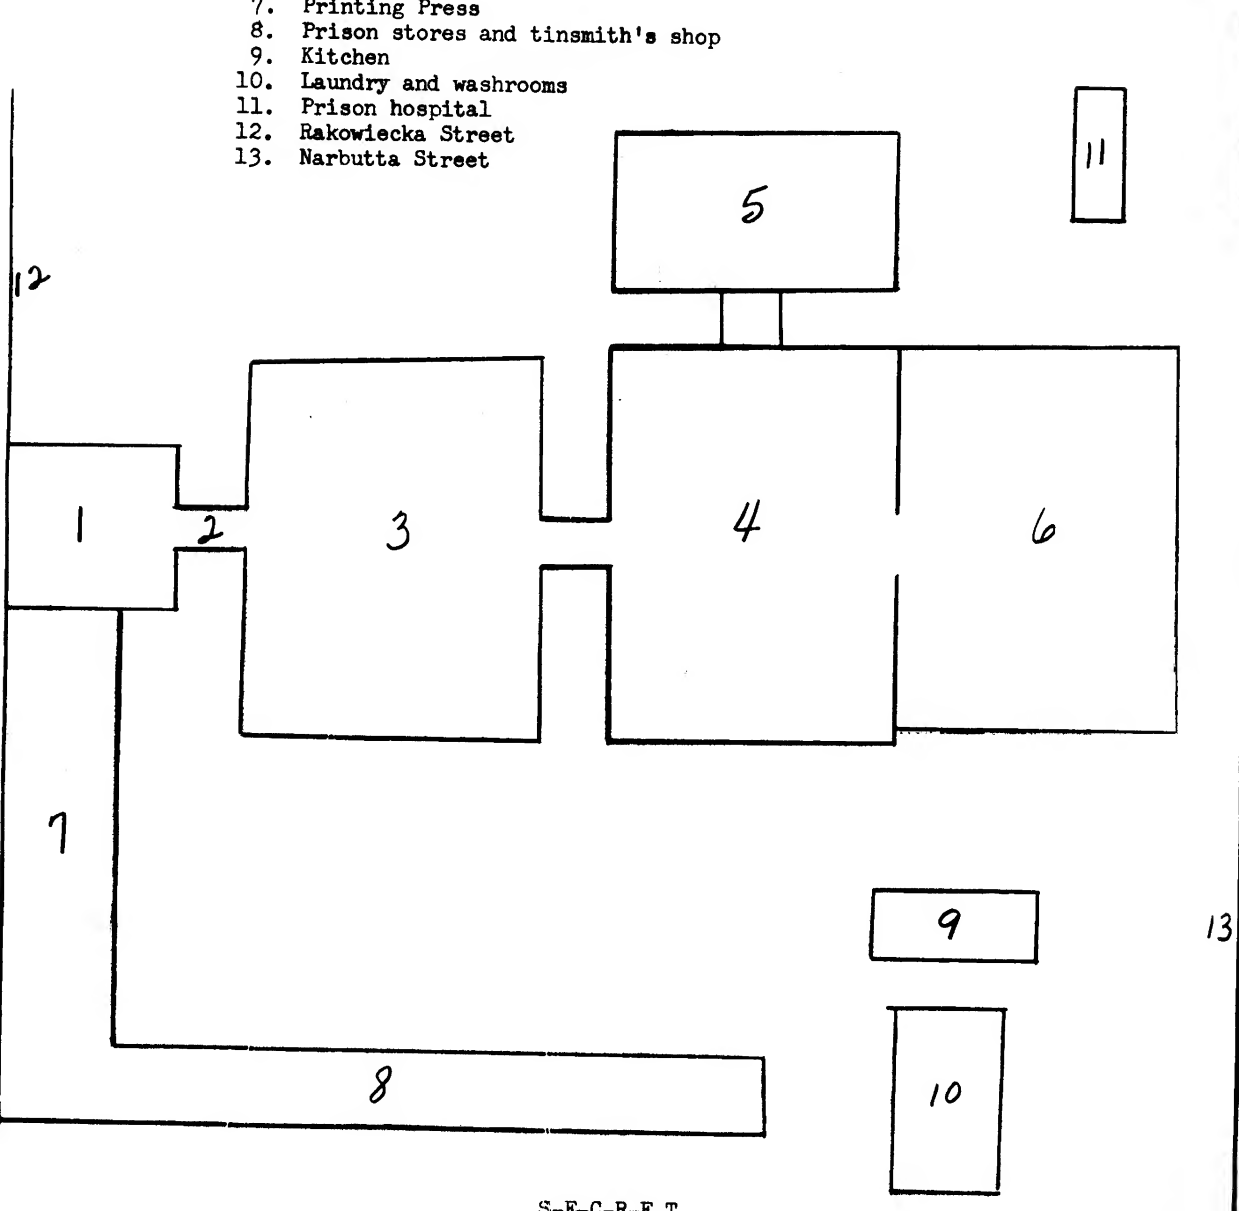 7. Printing Press
8. Prison stores and tinsmith's shop
9. Kitchen
10. Laundry and washrooms
11. Prison hospital
12. Rakowiecka Street
13. Narbutta Street
11
5
12
1
2
3
4
6
7
9
13
8
10
S-E-C-R-E-T